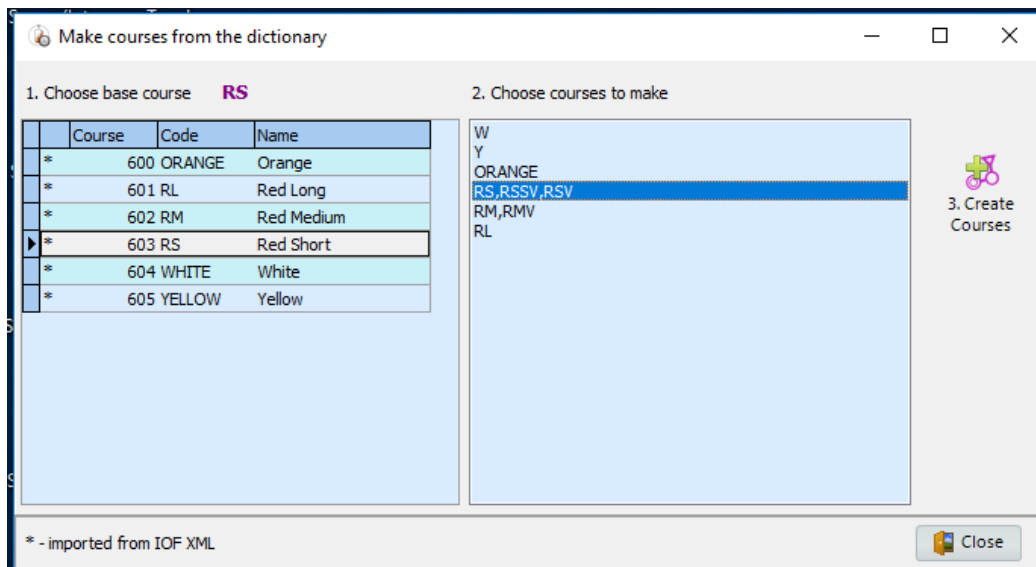 Make courses from the dictionary
1. Choose base course RS
2. Choose courses to make
Course Code Name
* 600 ORANGE Orange
* 601 RL Red Long
* 602 RM Red Medium
* 603 RS Red Short
* 604 WHITE White
* 605 YELLOW Yellow
W
Y
ORANGE
RS,RSSV,RSV
RM,RMV
RL
3. Create
Courses
* - imported from IOF XML
Close